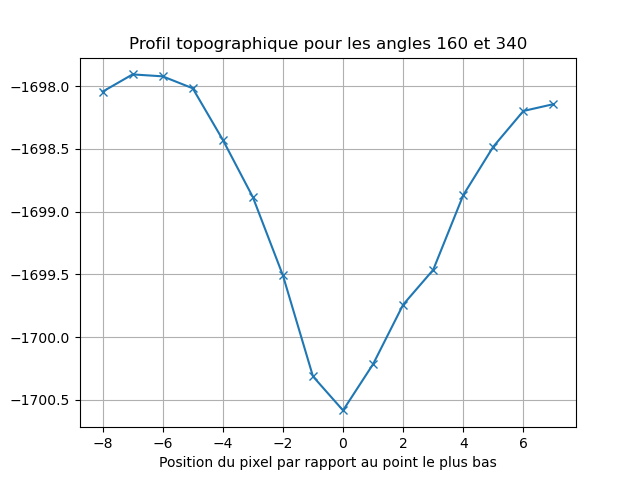 Profil topographique pour les angles 160 et 340
−1698.0
−1698.5
−1699.0
−1699.5
−1700.0
−1700.5
−8 −6 −4 −2 0 2 4 6
Position du pixel par rapport au point le plus bas